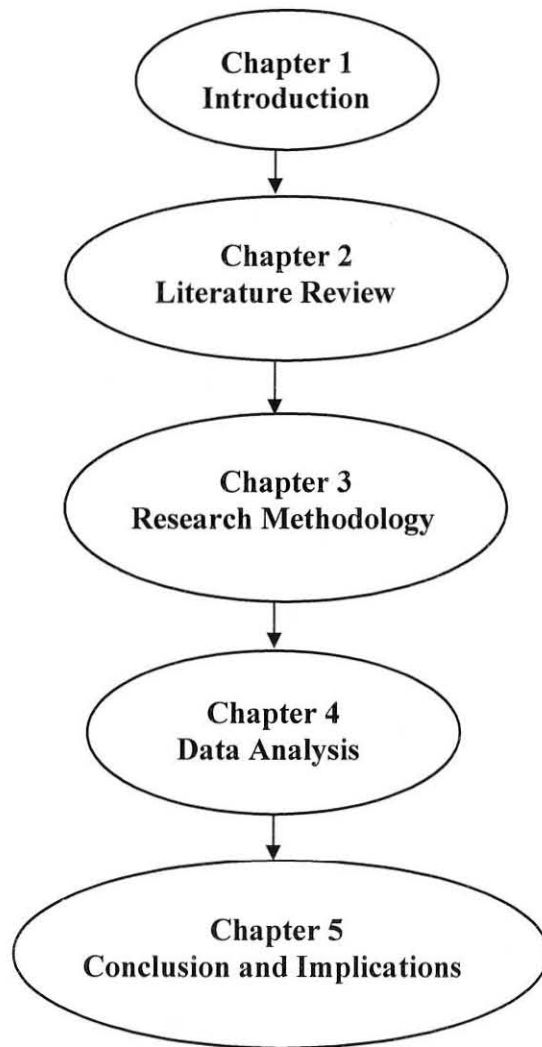 Chapter 1
Introduction
Chapter 2
Literature Review
Chapter 3
Research Methodology
Chapter 4
Data Analysis
Chapter 5
Conclusion and Implications